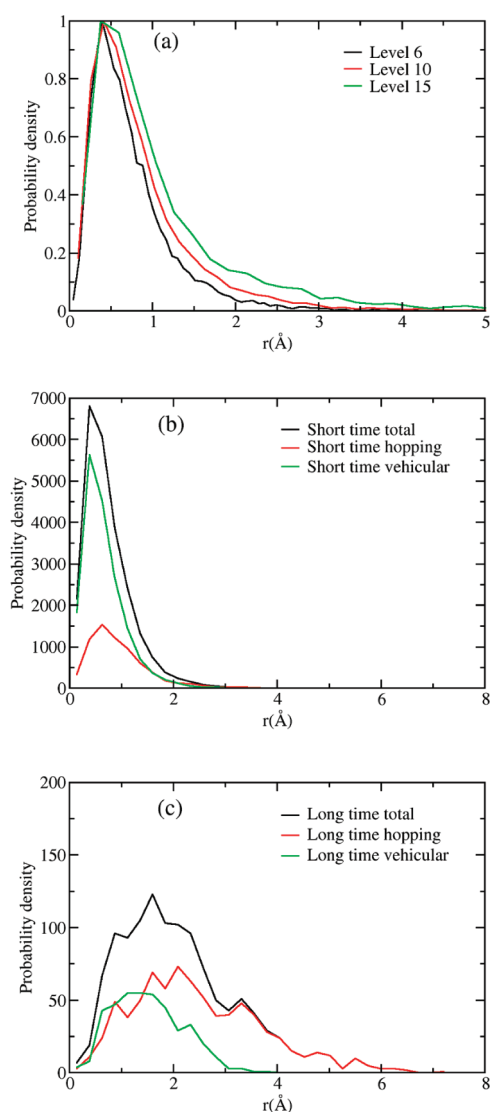 (a)
Level 6
Level 10
Level 15
Probability density
1
0.8
0.6
0.4
0.2
0
0 1 2 3 4 5
r(Å)
(b)
Short time total
Short time hopping
Short time vehicular
Probability density
7000
6000
5000
4000
3000
2000
1000
0
0 2 4 6 8
r(Å)
(c)
Long time total
Long time hopping
Long time vehicular
Probability density
200
150
100
50
0
0 2 4 6 8
r(Å)